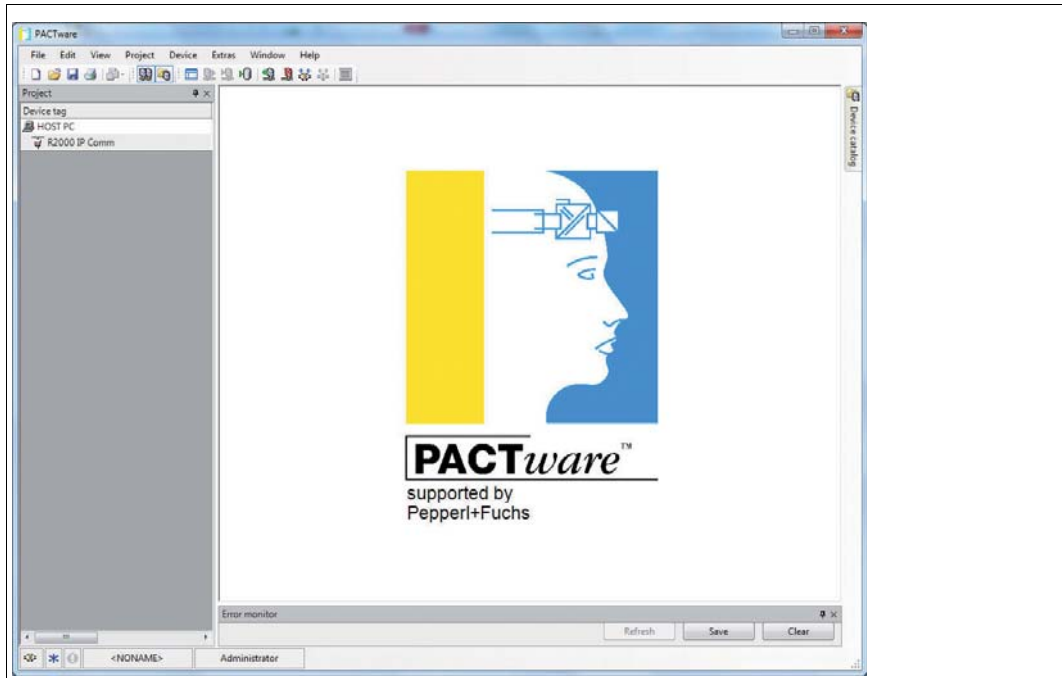 PACTware
File Edit View Project Device Extras Window Help
Project
Device tag
HOST PC
R2000 IP Comm
Device catalog
PACTware™
supported by
Pepperl+Fuchs
Error monitor
Refresh Save Clear
<NONAME> Administrator